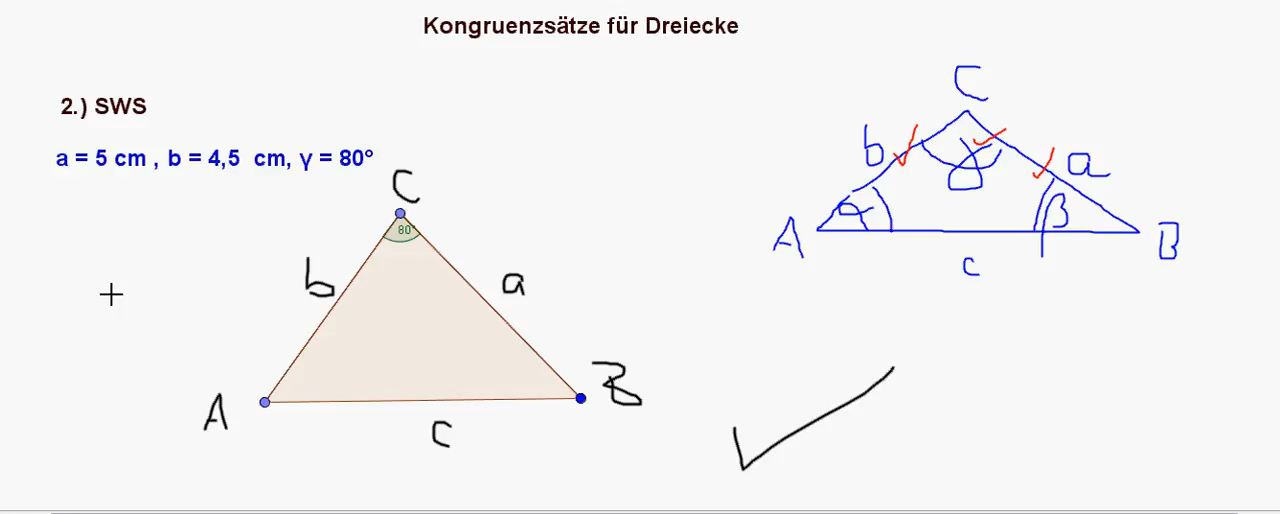 Kongruenzsätze für Dreiecke
2.) SWS
a = 5 cm , b = 4,5 cm, γ = 80°
C
80°
b
a
A
B
c
C
b
γ
a
A
α
β
B
c